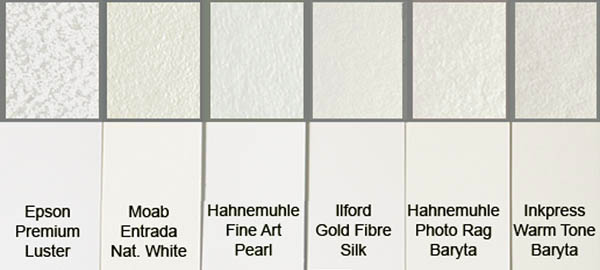 Epson
Premium
Luster
Moab
Entrada
Nat. White
Hahnemuhle
Fine Art
Pearl
Ilford
Gold Fibre
Silk
Hahnemuhle
Photo Rag
Baryta
Inkpress
Warm Tone
Baryta